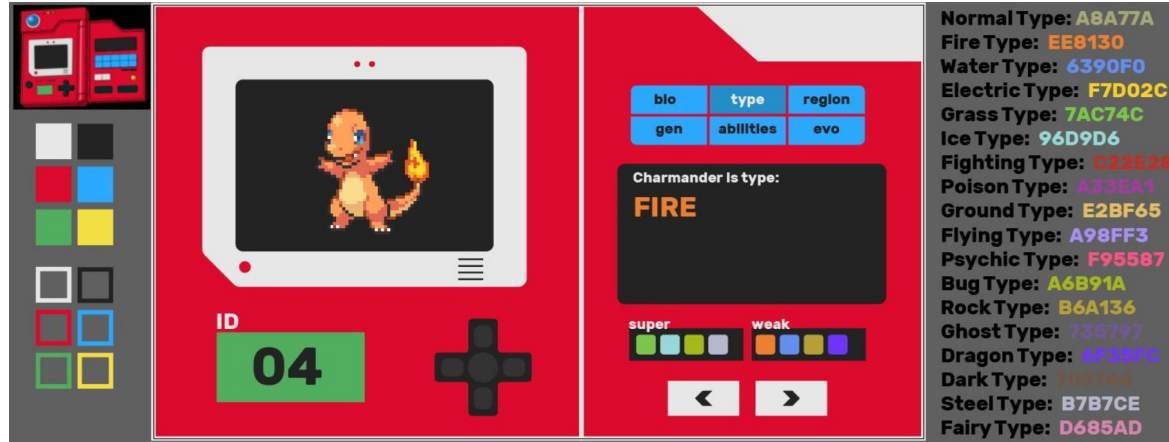 bio type region
gen abilities evo
Charmander is type:
FIRE
ID
04
super weak
< >
Normal Type: A8A77A
Fire Type: EE8130
Water Type: 6390F0
Electric Type: F7D02C
Grass Type: 7AC74C
Ice Type: 96D9D6
Fighting Type: C22E28
Poison Type: A33EA1
Ground Type: E2BF65
Flying Type: A98FF3
Psychic Type: F95587
Bug Type: A6B91A
Rock Type: B6A136
Ghost Type: 735797
Dragon Type: 6F35FC
Dark Type: 705746
Steel Type: B7B7CE
Fairy Type: D685AD